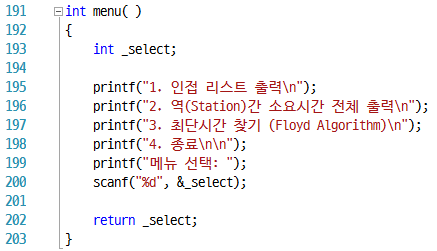 191 int menu( )
192 {
193 int _select;
194
195 printf("1. 인접 리스트 출력\n");
196 printf("2. 역(Station)간 소요시간 전체 출력\n");
197 printf("3. 최단시간 찾기 (Floyd Algorithm)\n");
198 printf("4. 종료\n\n");
199 printf("메뉴 선택: ");
200 scanf("%d", &_select);
201
202 return _select;
203 }